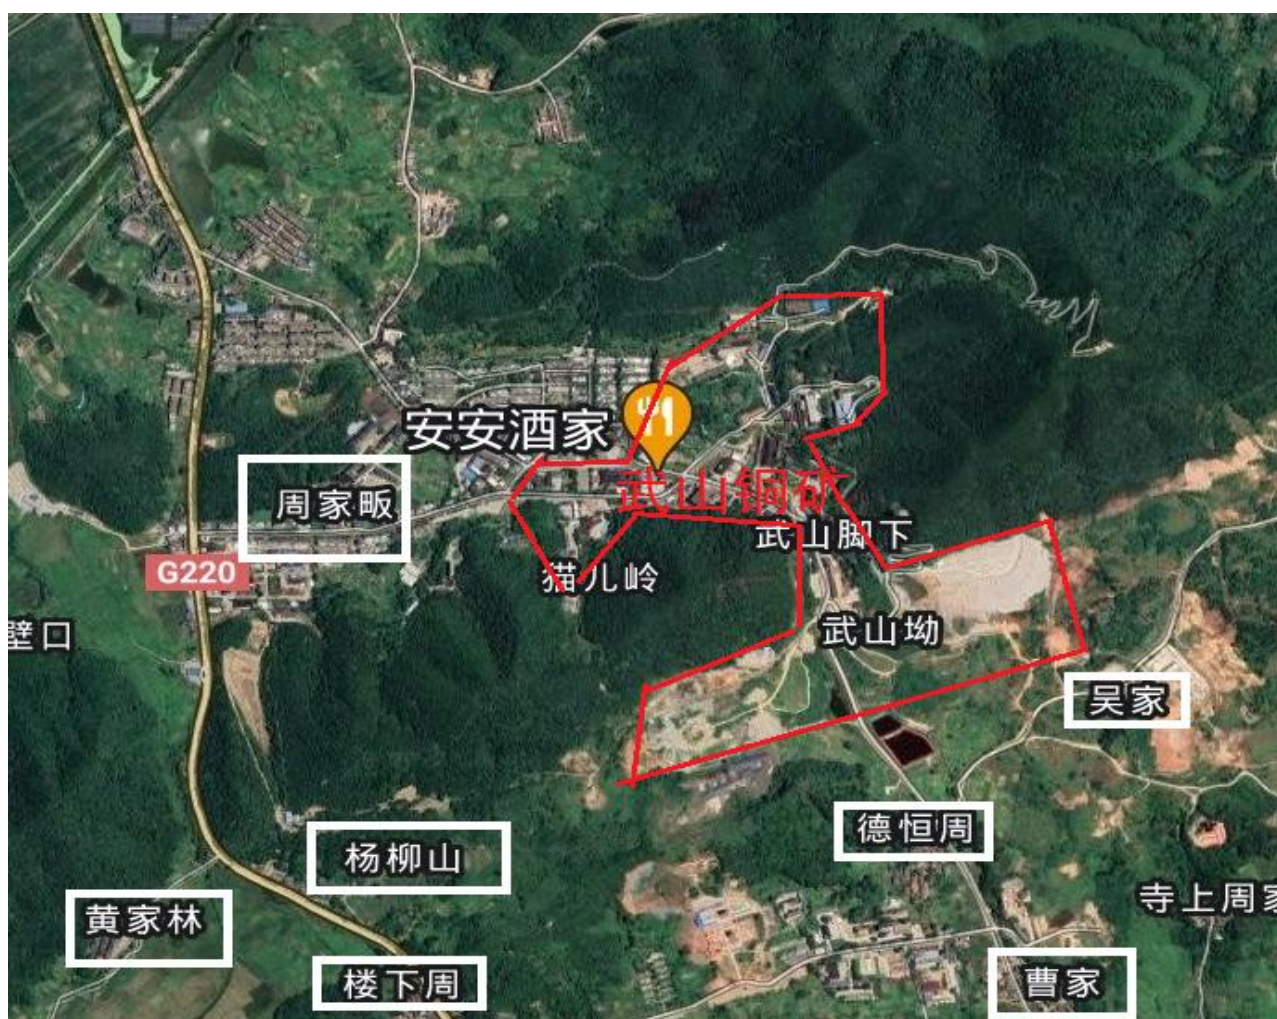 安安酒家
武山铜矿
周家畈
武山脚下
G220
猫儿岭
壁口
武山坳
吴家
德恒周
杨柳山
寺上周家
黄家林
楼下周
曹家